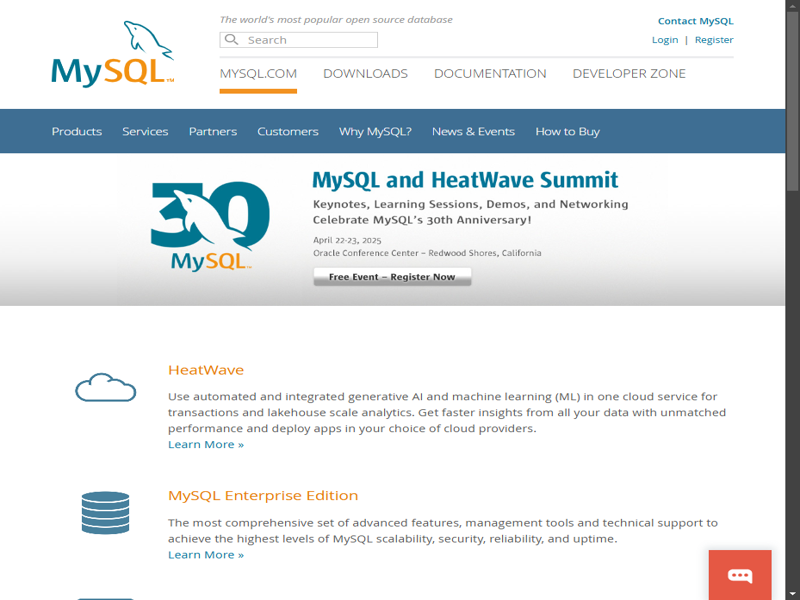 The world's most popular open source database
Contact MySQL
Search
Login | Register
MySQL™
MYSQL.COM DOWNLOADS DOCUMENTATION DEVELOPER ZONE
Products Services Partners Customers Why MySQL? News & Events How to Buy
30
MySQL™
MySQL and HeatWave Summit
Keynotes, Learning Sessions, Demos, and Networking
Celebrate MySQL's 30th Anniversary!
April 22-23, 2025
Oracle Conference Center – Redwood Shores, California
Free Event – Register Now
HeatWave
Use automated and integrated generative AI and machine learning (ML) in one cloud service for
transactions and lakehouse scale analytics. Get faster insights from all your data with unmatched
performance and deploy apps in your choice of cloud providers.
Learn More »
MySQL Enterprise Edition
The most comprehensive set of advanced features, management tools and technical support to
achieve the highest levels of MySQL scalability, security, reliability, and uptime.
Learn More »